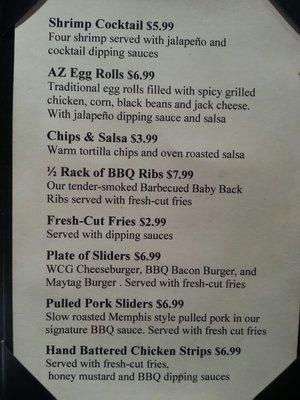 Shrimp Cocktail $5.99
Four shrimp served with jalapeño and
cocktail dipping sauces
AZ Egg Rolls $6.99
Traditional egg rolls filled with spicy grilled
chicken, corn, black beans and jack cheese.
With jalapeño dipping sauce and salsa
Chips & Salsa $3.99
Warm tortilla chips and oven roasted salsa
½ Rack of BBQ Ribs $7.99
Our tender-smoked Barbecued Baby Back
Ribs served with fresh-cut fries
Fresh-Cut Fries $2.99
Served with dipping sauces
Plate of Sliders $6.99
WCG Cheeseburger, BBQ Bacon Burger, and
Maytag Burger . Served with fresh-cut fries
Pulled Pork Sliders $6.99
Slow roasted Memphis style pulled pork in our
signature BBQ sauce. Served with fresh cut fries
Hand Battered Chicken Strips $6.99
Served with fresh-cut fries,
honey mustard and BBQ dipping sauces